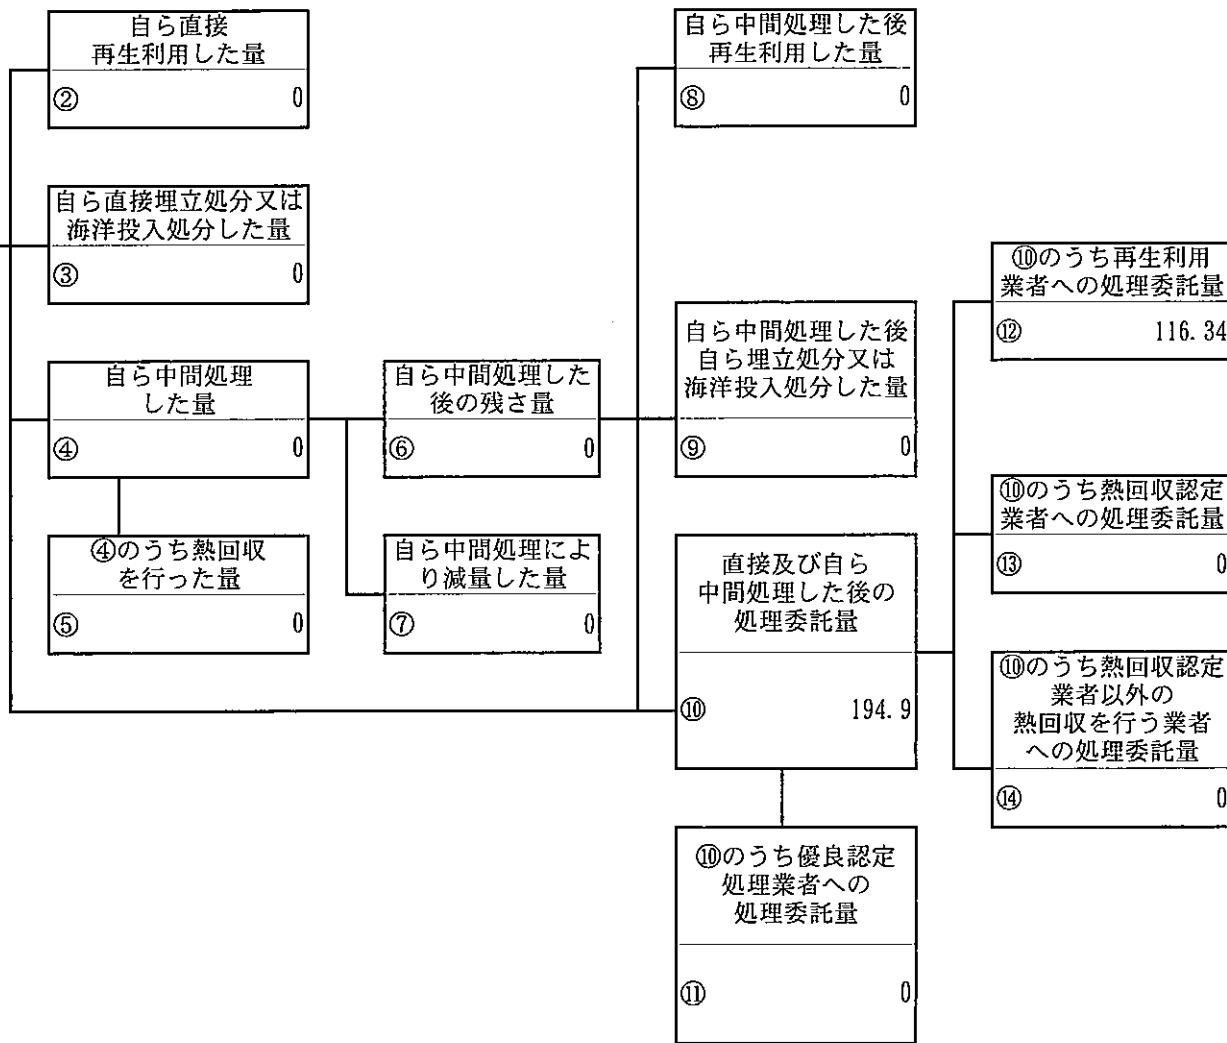 自ら直接
再生利用した量
② 0
自ら直接埋立処分又は
海洋投入処分した量
③ 0
自ら中間処理
した量
④ 0
④のうち熱回収
を行った量
⑤ 0
自ら中間処理した
後の残さ量
⑥ 0
自ら中間処理によ
り減量した量
⑦ 0
自ら中間処理した後
再生利用した量
⑧ 0
自ら中間処理した後
自ら埋立処分又は
海洋投入処分した量
⑨ 0
直接及び自ら
中間処理した後の
処理委託量
⑩ 194.9
⑩のうち優良認定
処理業者への
処理委託量
⑪ 0
⑩のうち再生利用
業者への処理委託量
⑫ 116.34
⑩のうち熱回収認定
業者への処理委託量
⑬ 0
⑩のうち熱回収認定
業者以外の
熱回収を行う業者
への処理委託量
⑭ 0